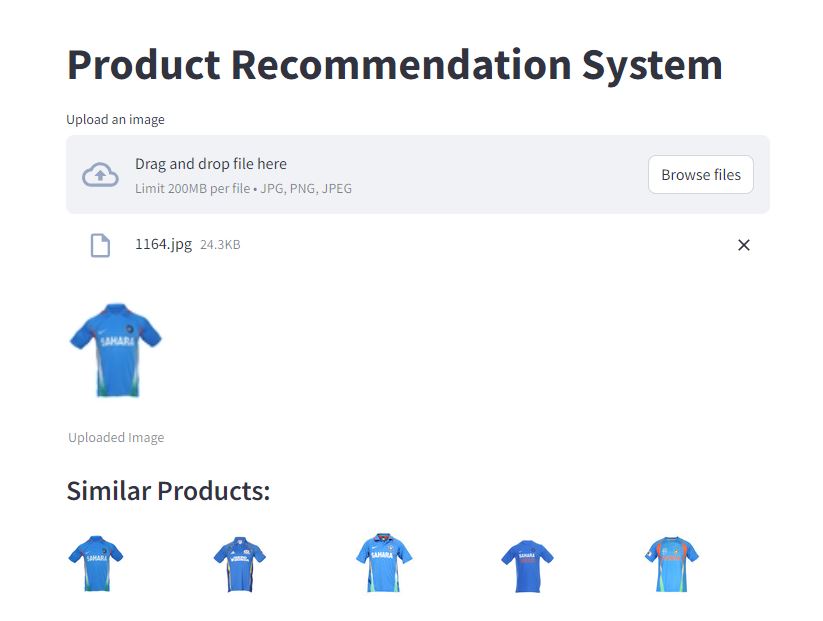 Product Recommendation System
Upload an image
Drag and drop file here
Limit 200MB per file • JPG, PNG, JPEG
Browse files
1164.jpg 24.3KB
SAHARA
Uploaded Image
Similar Products:
SAHARA
SAHARA
SAHARA